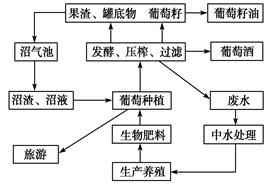 果渣、罐底物 葡萄籽 葡萄籽油
沼气池 发酵、压榨、过滤 葡萄酒
沼渣、沼液 葡萄种植 废水
生物肥料 中水处理
旅游
生产养殖